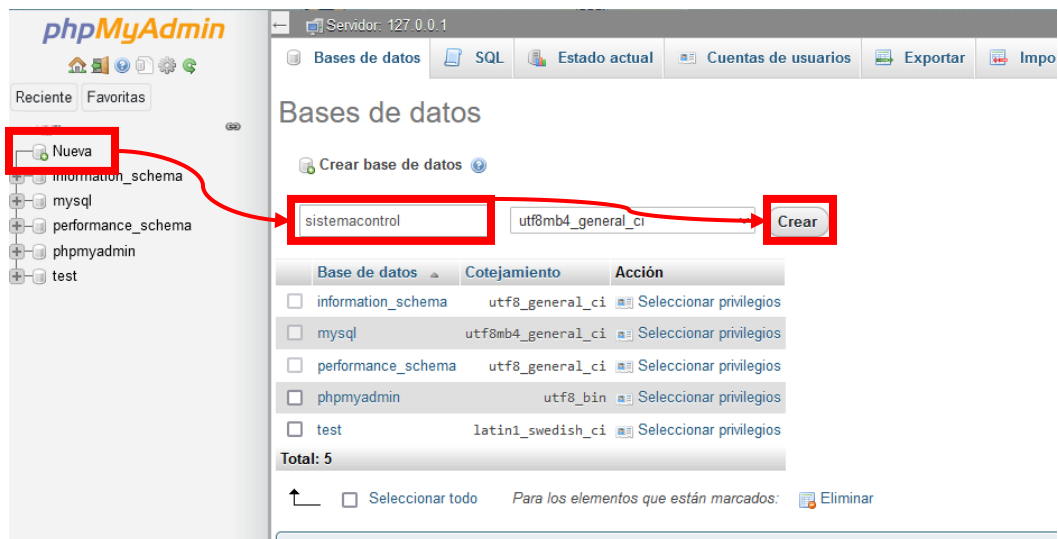 phpMyAdmin
Reciente Favoritas
Nueva
information_schema
mysql
performance_schema
phpmyadmin
test
Servidor: 127.0.0.1
Bases de datos SQL Estado actual Cuentas de usuarios Exportar Impo
Bases de datos
Crear base de datos
sistemacontrol utf8mb4_general_ci Crear
Base de datos Cotejamiento Acción
information_schema utf8_general_ci Seleccionar privilegios
mysql utf8mb4_general_ci Seleccionar privilegios
performance_schema utf8_general_ci Seleccionar privilegios
phpmyadmin utf8_bin Seleccionar privilegios
test latin1_swedish_ci Seleccionar privilegios
Total: 5
Seleccionar todo Para los elementos que están marcados: Eliminar